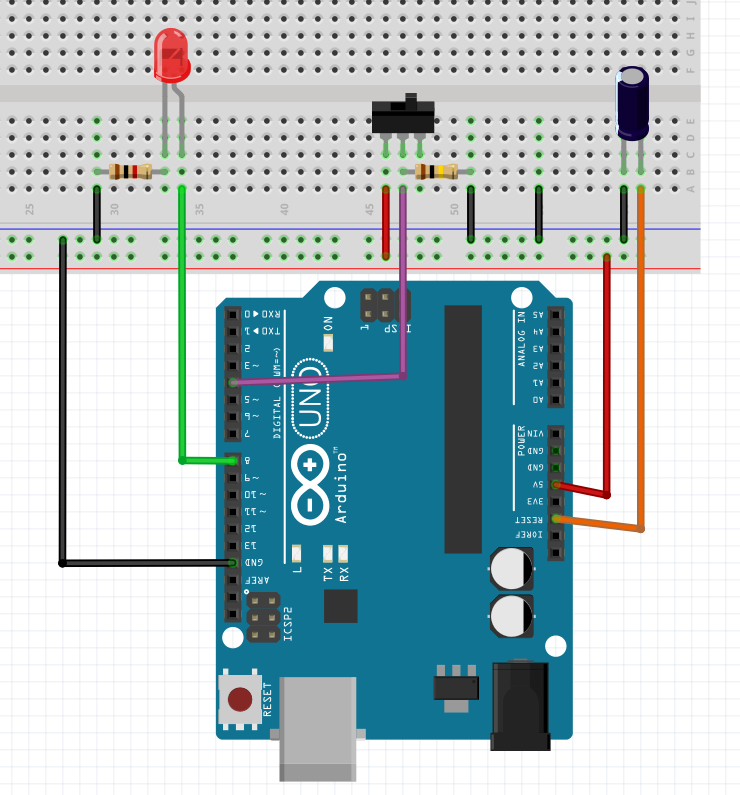 J
I
H
G
F
E
D
C
B
A
25 30 35 40 45 50
RX0 ◀ 0
TX0 ▶ 1
2
~ 3
~ 5
~ 6
7
8
~ 9
~ 10
~ 11
12
13
GND
AREF
DIGITAL (PWM=~)
ON
UNO
Arduino
TM
L
TX
RX
ICSP2
RESET
1
ICSP
ANALOG IN
A5
A4
A3
A2
A1
A0
POWER
VIN
GND
GND
5V
3V3
RESET
IOREF